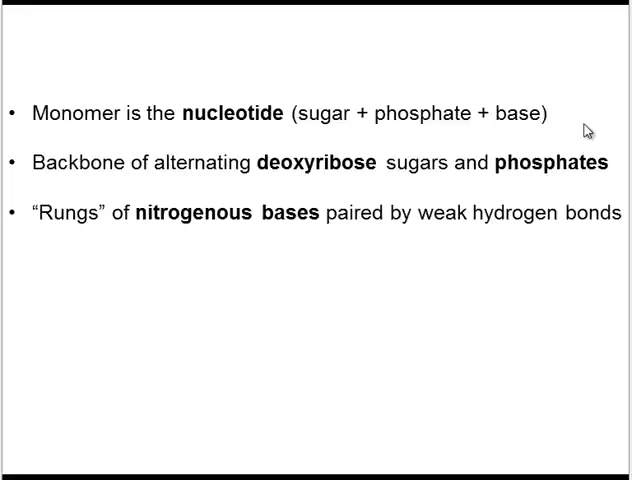 • Monomer is the nucleotide (sugar + phosphate + base)
• Backbone of alternating deoxyribose sugars and phosphates
• “Rungs” of nitrogenous bases paired by weak hydrogen bonds